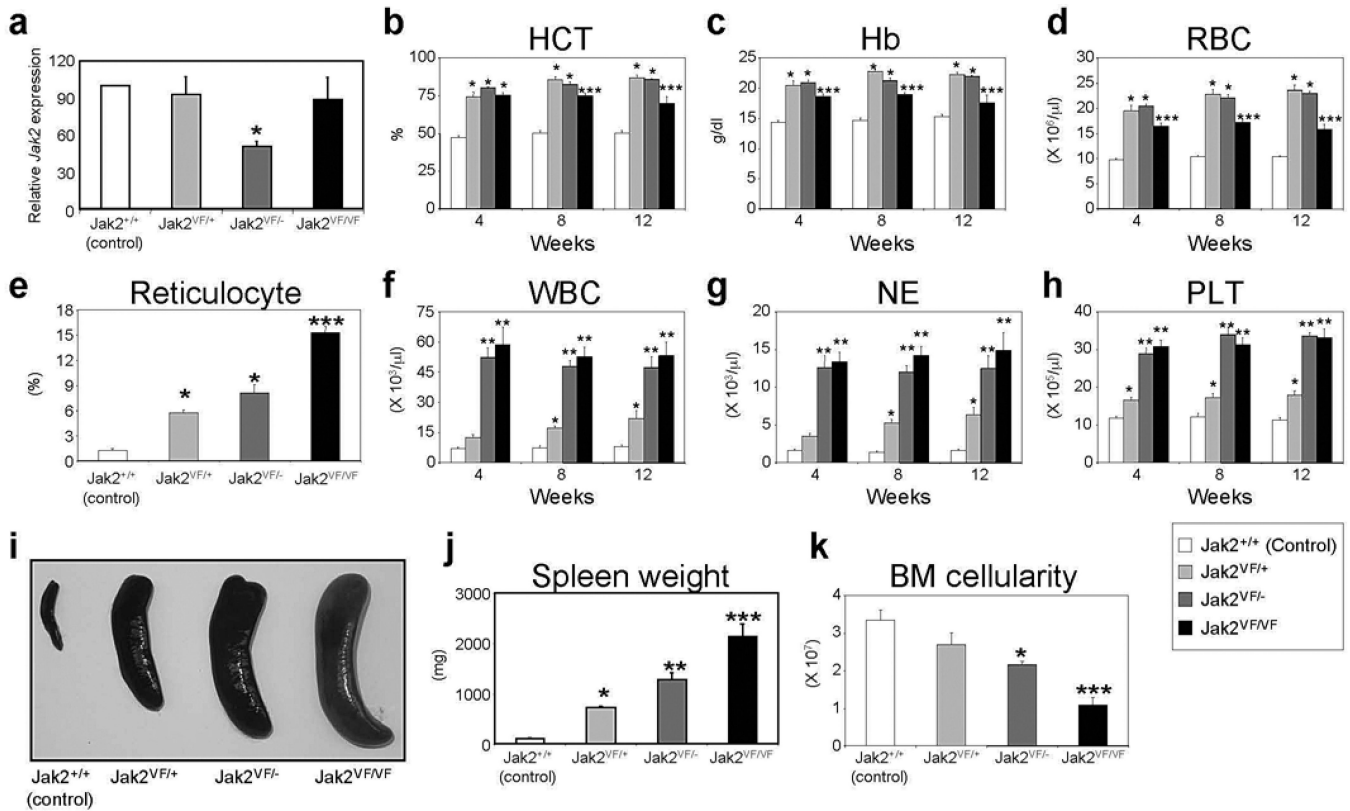 a
Relative Jak2 expression
120
90
60
30
0
*
Jak2+/+ (control)
Jak2VF/+
Jak2VF/-
Jak2VF/VF
b
HCT
%
100
75
50
25
0
* * *
* * ***
* * ***
4 8 12
Weeks
c
Hb
g/dl
25
20
15
10
5
0
* * ***
* * ***
* * ***
4 8 12
Weeks
d
RBC
(X 10⁶/µl)
30
25
20
15
10
5
0
* * ***
* * ***
* * ***
4 8 12
Weeks
e
Reticulocyte
(%)
18
15
12
9
6
3
0
* * ***
Jak2+/+ (control)
Jak2VF/+
Jak2VF/-
Jak2VF/VF
f
WBC
(X 10³/µl)
75
60
45
30
15
0
** **
* ** **
* ** **
4 8 12
Weeks
g
NE
(X 10³/µl)
20
15
10
5
0
** **
* ** **
* ** **
4 8 12
Weeks
h
PLT
(X 10⁵/µl)
40
30
20
10
0
* ** **
* ** **
* ** **
4 8 12
Weeks
i
Jak2+/+ (control)
Jak2VF/+
Jak2VF/-
Jak2VF/VF
j
Spleen weight
(mg)
3000
2000
1000
0
* ** ***
Jak2+/+ (control)
Jak2VF/+
Jak2VF/-
Jak2VF/VF
k
BM cellularity
(X 10⁷)
4
3
2
1
0
* ***
Jak2+/+ (control)
Jak2VF/+
Jak2VF/-
Jak2VF/VF
Jak2+/+ (Control)
Jak2VF/+
Jak2VF/-
Jak2VF/VF